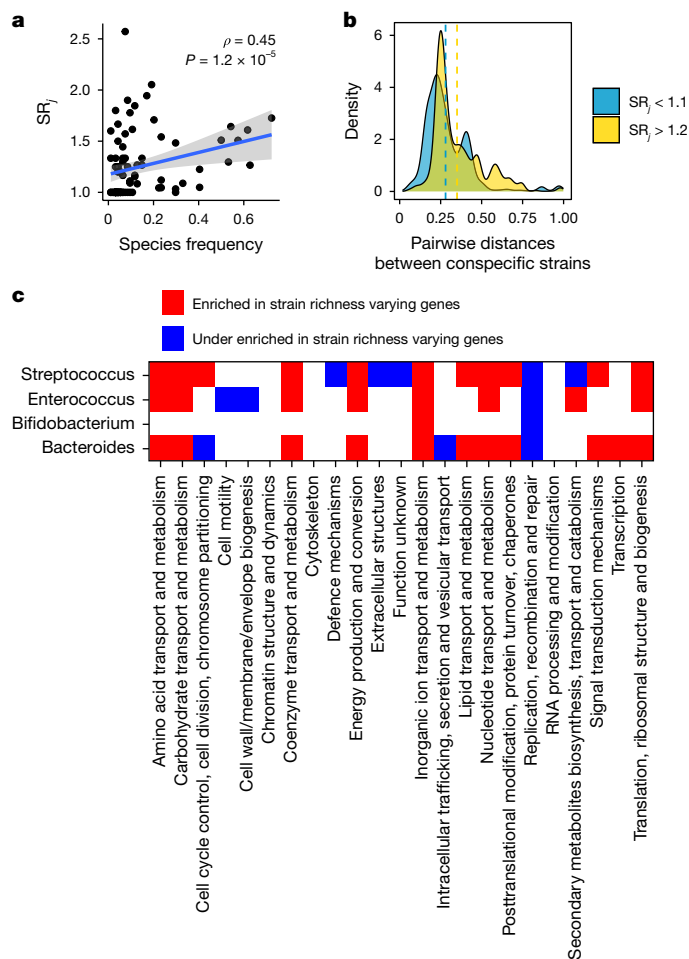 a
ρ = 0.45
P = 1.2 × 10⁻⁵
SRj
2.5
2.0
1.5
1.0
0
0.2
0.4
0.6
Species frequency
b
Density
6
4
2
0
0
0.25
0.50
0.75
1.00
Pairwise distances
between conspecific strains
SRj < 1.1
SRj > 1.2
c
Enriched in strain richness varying genes
Under enriched in strain richness varying genes
Streptococcus
Enterococcus
Bifidobacterium
Bacteroides
Amino acid transport and metabolism
Carbohydrate transport and metabolism
Cell cycle control, cell division, chromosome partitioning
Cell motility
Cell wall/membrane/envelope biogenesis
Chromatin structure and dynamics
Coenzyme transport and metabolism
Cytoskeleton
Defence mechanisms
Energy production and conversion
Extracellular structures
Function unknown
Inorganic ion transport and metabolism
Intracellular trafficking, secretion and vesicular transport
Lipid transport and metabolism
Nucleotide transport and metabolism
Posttranslational modification, protein turnover, chaperones
Replication, recombination and repair
RNA processing and modification
Secondary metabolites biosynthesis, transport and catabolism
Signal transduction mechanisms
Transcription
Translation, ribosomal structure and biogenesis